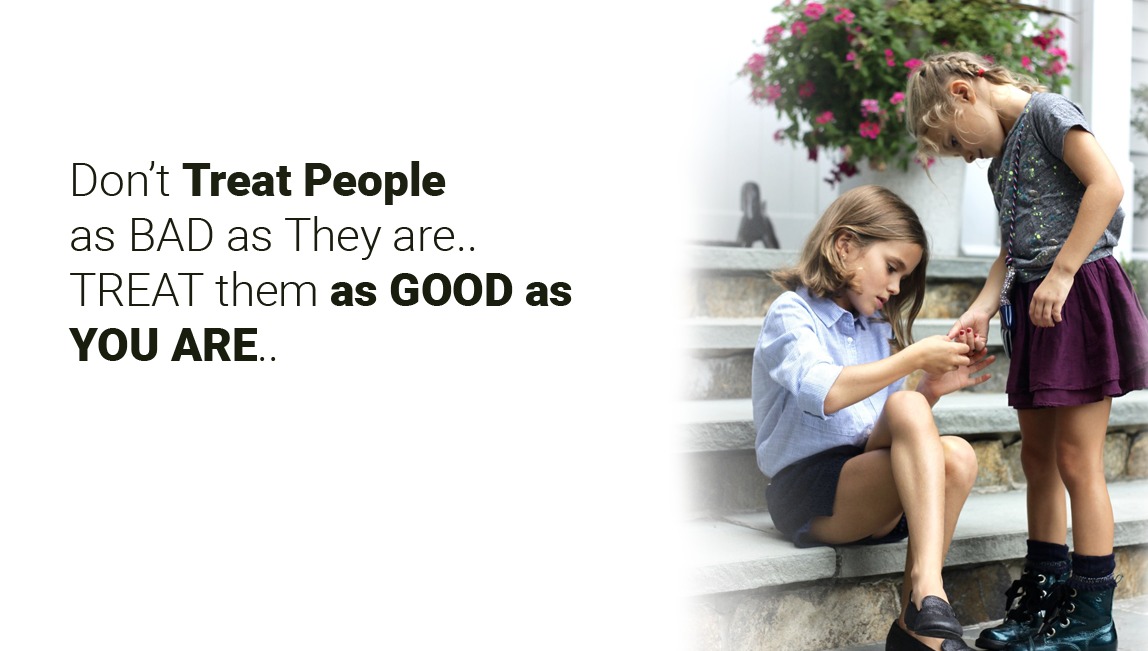 Don’t Treat People
as BAD as They are..
TREAT them as GOOD as
YOU ARE..